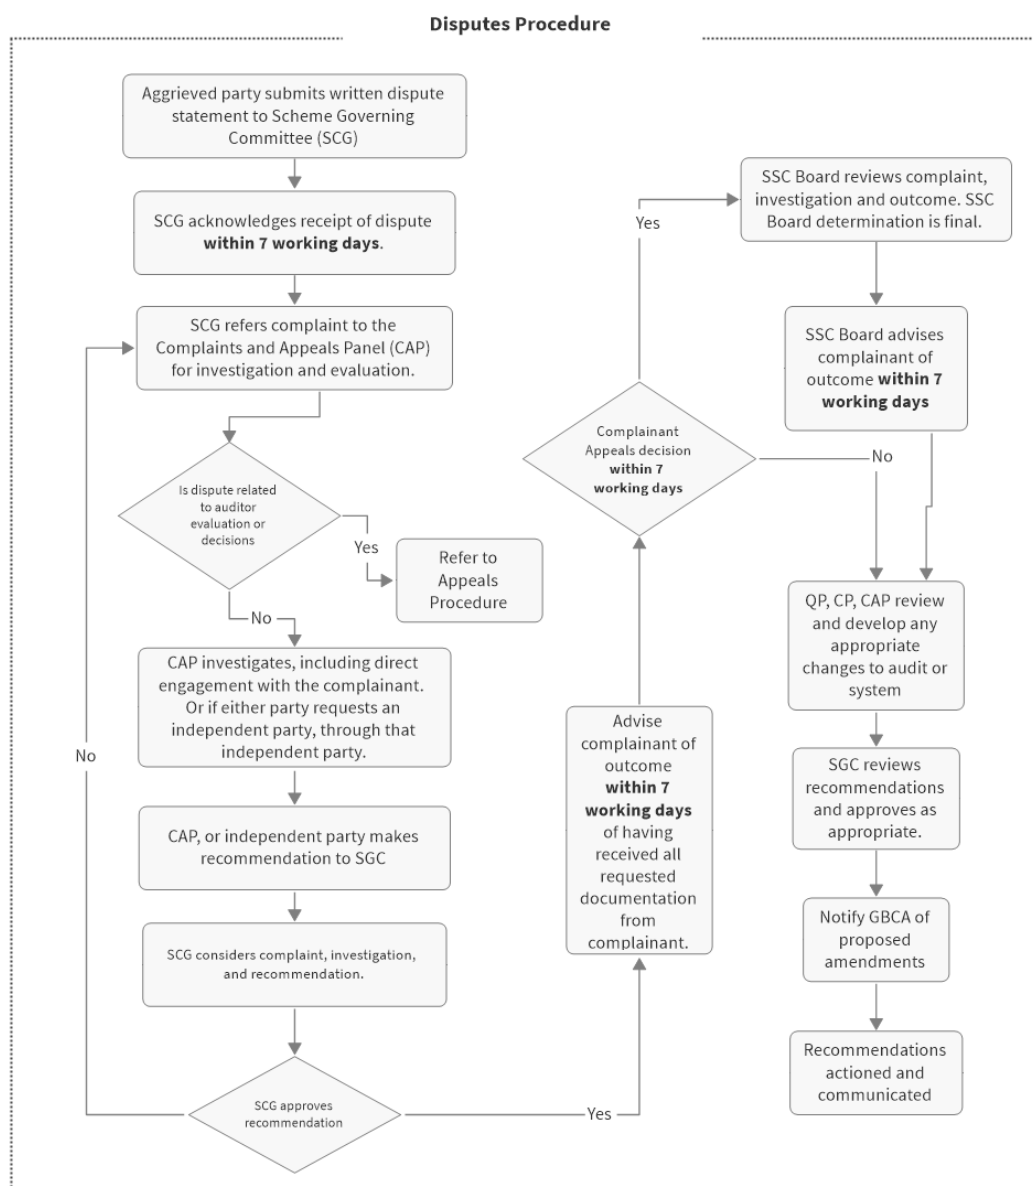 Disputes Procedure
Aggrieved party submits written dispute
statement to Scheme Governing
Committee (SCG)
SCG acknowledges receipt of dispute
within 7 working days.
SCG refers complaint to the
Complaints and Appeals Panel (CAP)
for investigation and evaluation.
Is dispute related
to auditor
evaluation or
decisions
Yes
Refer to
Appeals
Procedure
No
CAP investigates, including direct
engagement with the complainant.
Or if either party requests an
independent party, through that
independent party.
CAP, or independent party makes
recommendation to SGC
SCG considers complaint, investigation,
and recommendation.
SCG approves
recommendation
No
Yes
Advise
complainant of
outcome
within 7
working days
of having
received all
requested
documentation
from
complainant.
Complainant
Appeals decision
within 7
working days
Yes
SSC Board reviews complaint,
investigation and outcome. SSC
Board determination is final.
SSC Board advises
complainant of
outcome within 7
working days
No
QP, CP, CAP review
and develop any
appropriate
changes to audit or
system
SGC reviews
recommendations
and approves as
appropriate.
Notify GBCA of
proposed
amendments
Recommendations
actioned and
communicated